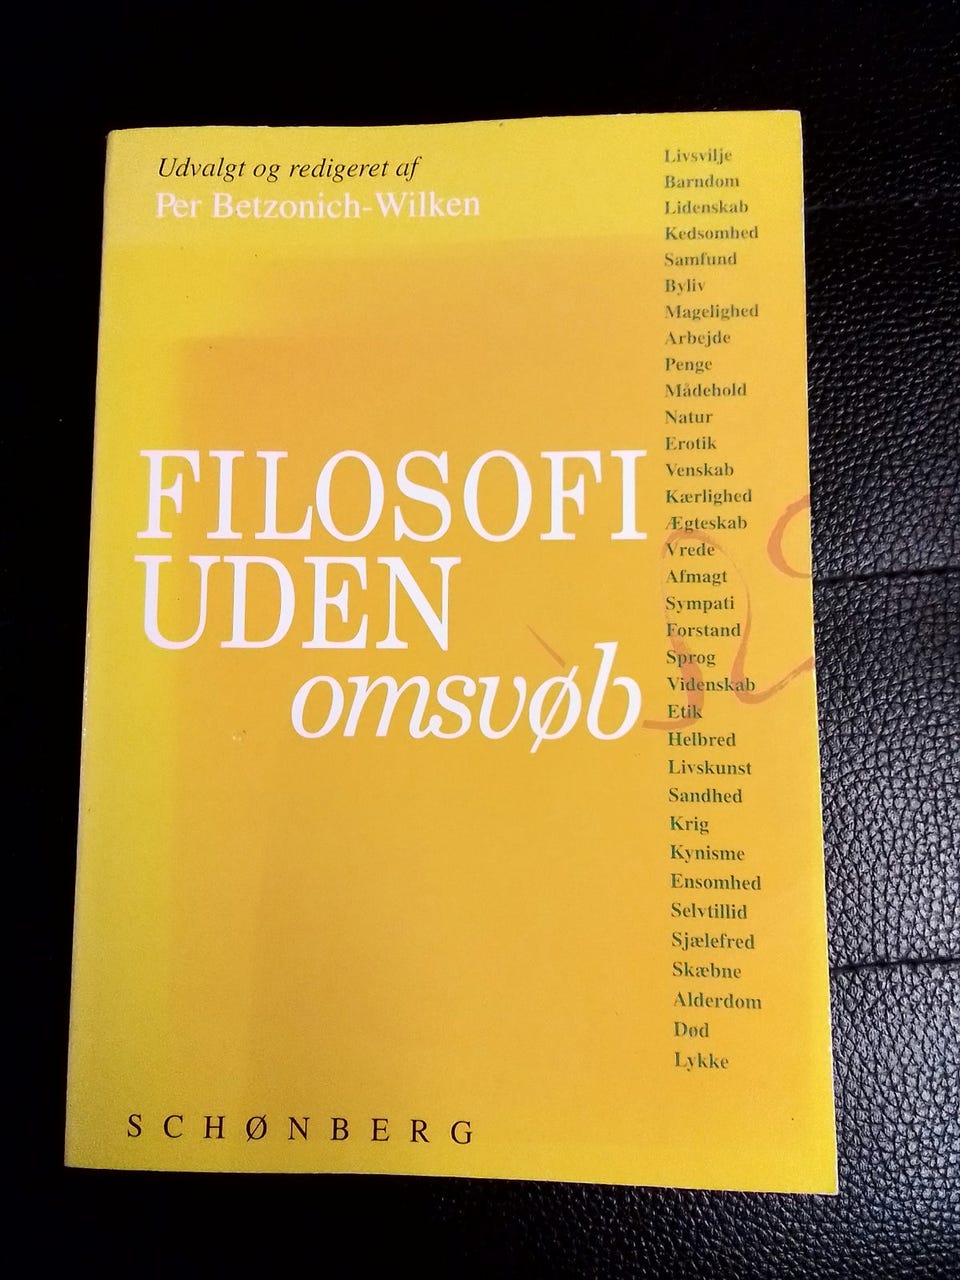 Udvalgt og redigeret af
Per Betzonich-Wilken
FILOSOFI
UDEN
omsvøb
Livsvilje
Barndom
Lidenskab
Kedsomhed
Samfund
Byliv
Magelighed
Arbejde
Penge
Mådehold
Natur
Erotik
Venskab
Kærlighed
Ægteskab
Vrede
Afmagt
Sympati
Forstand
Sprog
Videnskab
Etik
Helbred
Livskunst
Sandhed
Krig
Kynisme
Ensomhed
Selvtillid
Sjælefred
Skæbne
Alderdom
Død
Lykke
SCHØNBERG